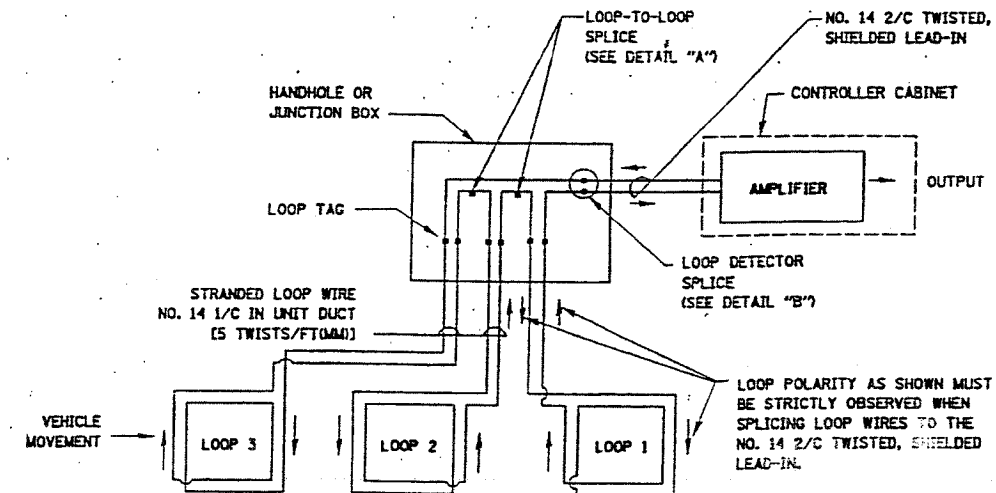 LOOP-TO-LOOP
SPLICE
(SEE DETAIL "A")
NO. 14 2/C TWISTED,
SHIELDED LEAD-IN
HANDHOLE OR
JUNCTION BOX
CONTROLLER CABINET
AMPLIFIER
OUTPUT
LOOP TAG
LOOP DETECTOR
SPLICE
(SEE DETAIL "B")
STRANDED LOOP WIRE
NO. 14 1/C IN UNIT DUCT
[5 TWISTS/FT(MM)]
LOOP POLARITY AS SHOWN MUST
BE STRICTLY OBSERVED WHEN
SPLICING LOOP WIRES TO THE
NO. 14 2/C TWISTED, SHIELDED
LEAD-IN.
VEHICLE
MOVEMENT
LOOP 3
LOOP 2
LOOP 1